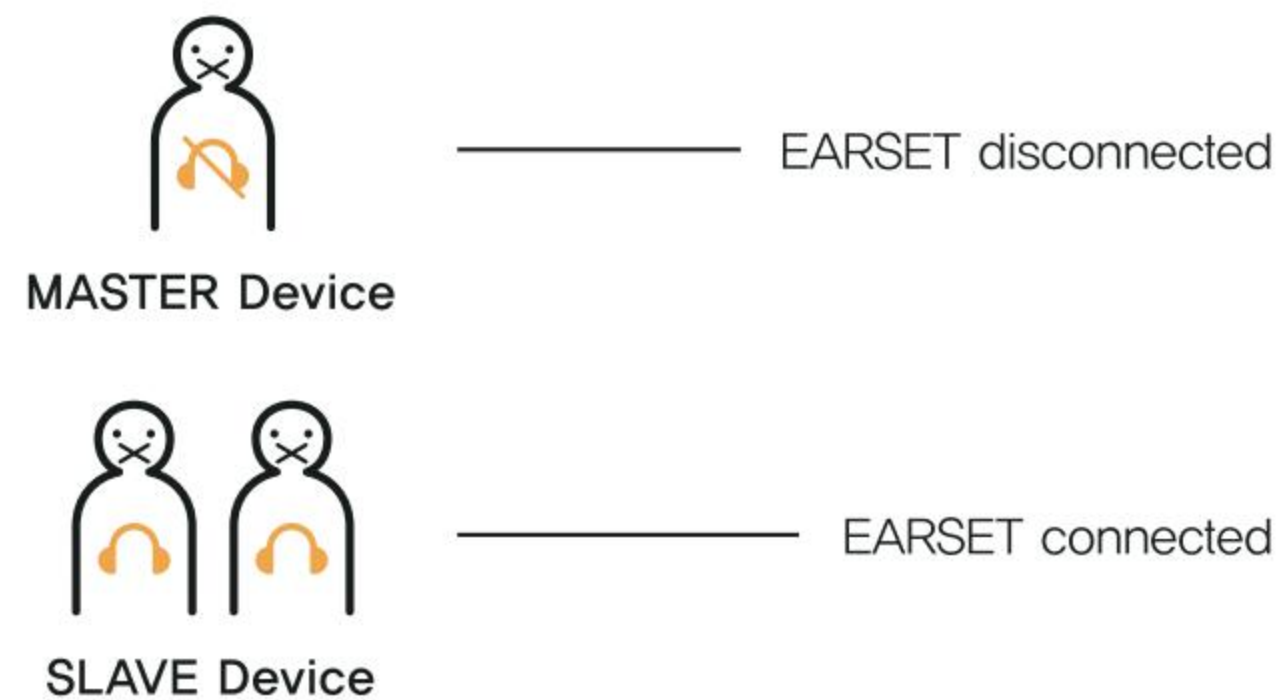 EARSET disconnected
MASTER Device
EARSET connected
SLAVE Device